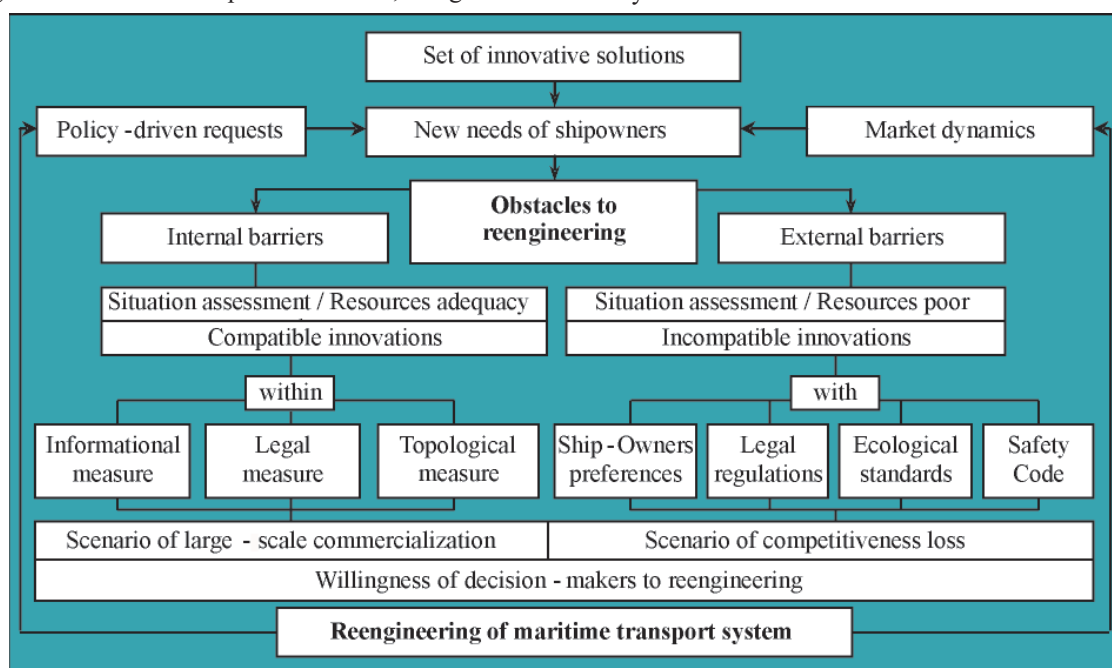 Set of innovative solutions
Policy - driven requests
New needs of shipowners
Market dynamics
Obstacles to
reengineering
Internal barriers
External barriers
Situation assessment / Resources adequacy
Situation assessment / Resources poor
Compatible innovations
Incompatible innovations
within
with
Informational
measure
Legal
measure
Topological
measure
Ship - Owners
preferences
Legal
regulations
Ecological
standards
Safety
Code
Scenario of large - scale commercialization
Scenario of competitiveness loss
Willingness of decision - makers to reengineering
Reengineering of maritime transport system